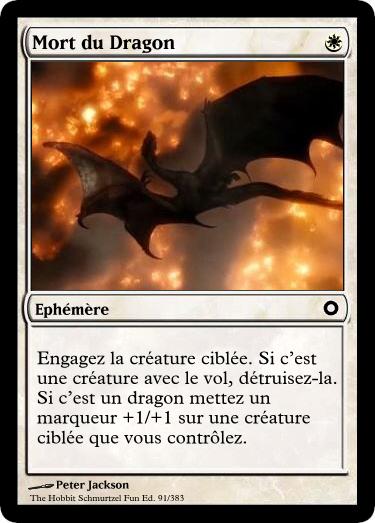 Mort du Dragon
Ephémère
Engagez la créature ciblée. Si c'est
une créature avec le vol, détruisez-la.
Si c'est un dragon mettez un
marqueur +1/+1 sur une créature
ciblée que vous contrôlez.
Peter Jackson
The Hobbit Schmurtzel Fun Ed. 91/383